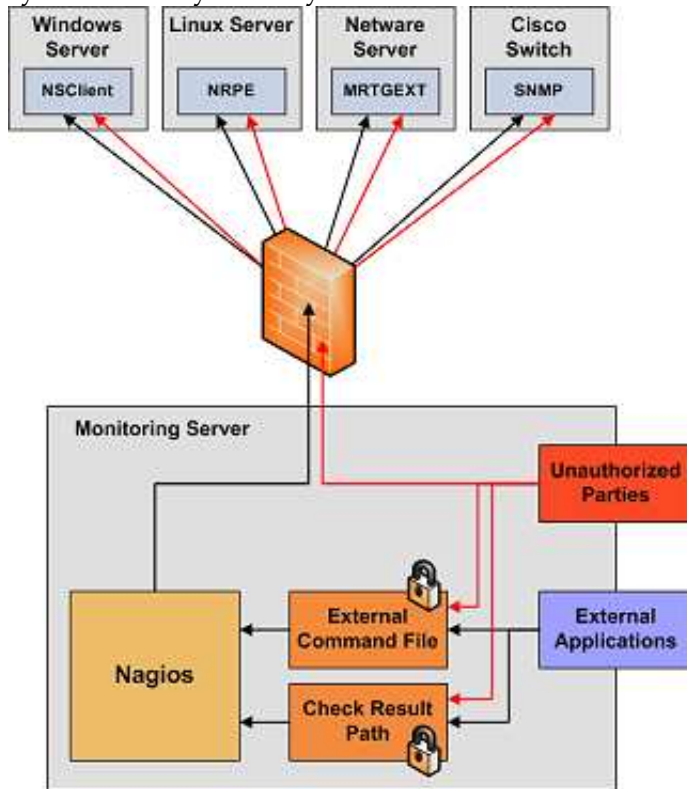 Windows
Server
NSClient
Linux Server
NRPE
Netware
Server
MRTGEXT
Cisco
Switch
SNMP
Monitoring Server
Unauthorized
Parties
External
Command File
External
Applications
Nagios
Check Result
Path